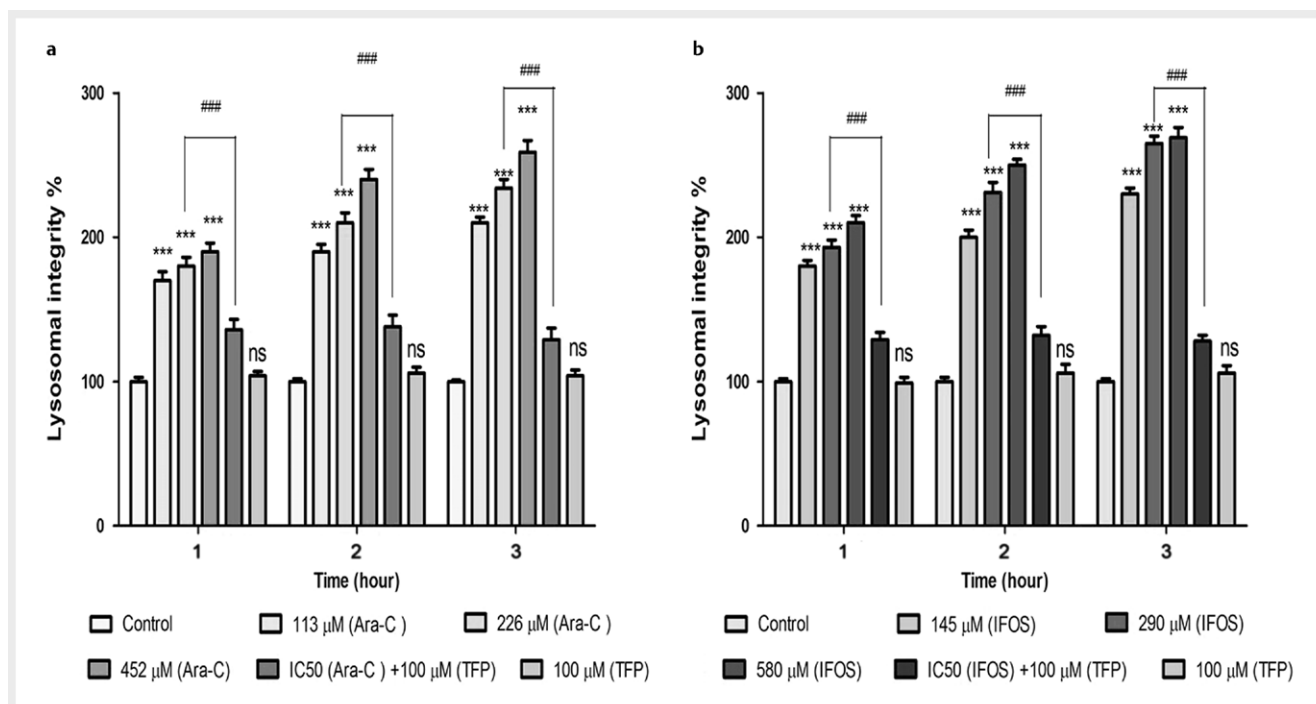 a
###
###
###
300
200
100
0
Lysosomal integrity %
*** *** ***
ns
*** *** ***
ns
*** *** ***
ns
1 2 3
Time (hour)
Control 113 μM (Ara-C ) 226 μM (Ara-C )
452 μM (Ara-C) IC50 (Ara-C ) +100 μM (TFP) 100 μM (TFP)
b
###
###
###
300
200
100
0
Lysosomal integrity %
*** *** ***
ns
*** *** ***
ns
*** *** ***
ns
1 2 3
Time (hour)
Control 145 μM (IFOS) 290 μM (IFOS)
580 μM (IFOS) IC50 (IFOS) +100 μM (TFP) 100 μM (TFP)